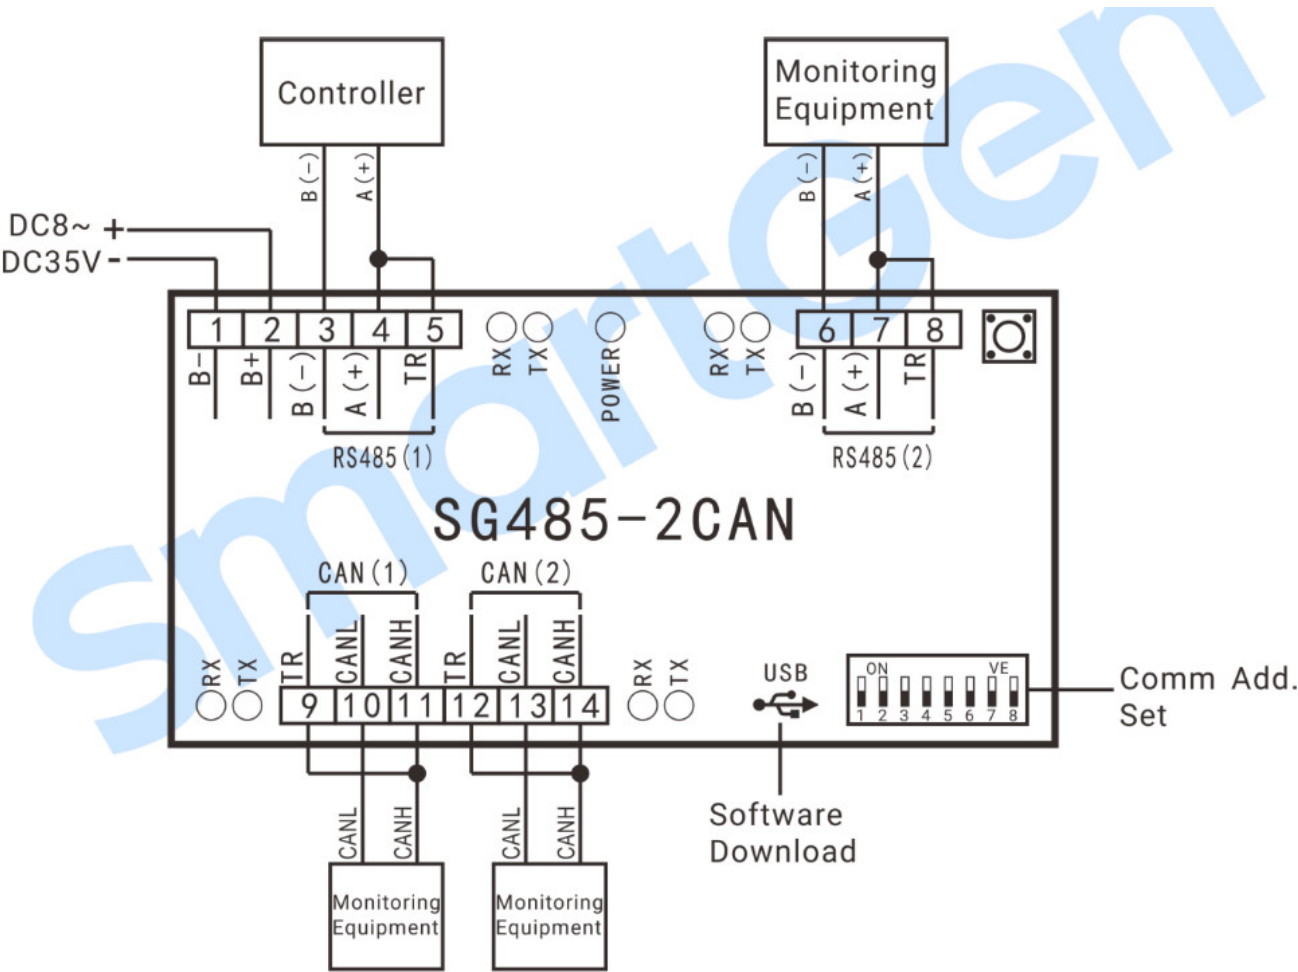 Controller
Monitoring
Equipment
B(-)
A(+)
B(-)
A(+)
DC8~ +
DC35V -
1 2 3 4 5
6 7 8
B-
B+
B(-)
A(+)
TR
RX
TX
POWER
RX
TX
B(-)
A(+)
TR
RS485(1)
RS485(2)
SmartGen
SG485-2CAN
CAN(1)
CAN(2)
RX
TX
TR
CANL
CANH
TR
CANL
CANH
9 10 11 12 13 14
RX
TX
USB
ON VE
1 2 3 4 5 6 7 8
Comm Add.
Set
Software
Download
CANL
CANH
CANL
CANH
Monitoring
Equipment
Monitoring
Equipment